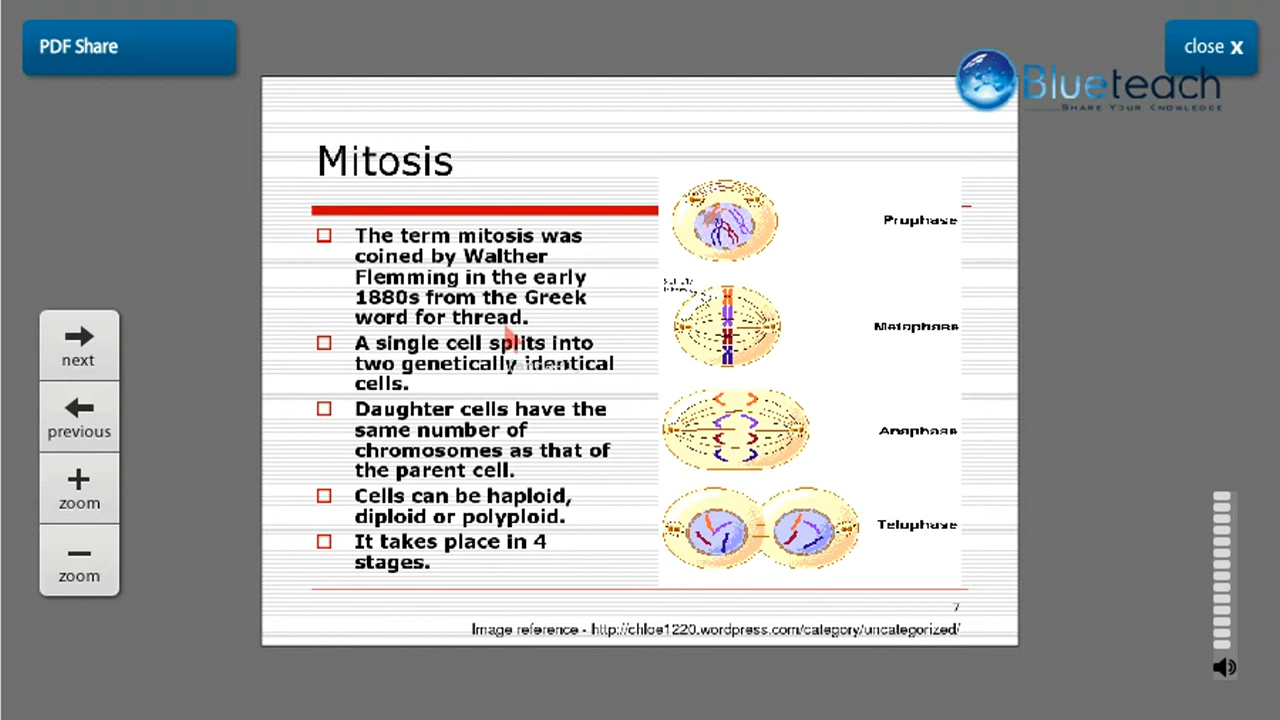 PDF Share
close X
Blueteach
SHARE YOUR KNOWLEDGE
Mitosis
The term mitosis was
coined by Walther
Flemming in the early
1880s from the Greek
word for thread.
A single cell splits into
two genetically identical
cells.
Daughter cells have the
same number of
chromosomes as that of
the parent cell.
Cells can be haploid,
diploid or polyploid.
It takes place in 4
stages.
Prophase
Metaphase
Anaphase
Telophase
7
Image reference - http://chloe1220.wordpress.com/category/uncategorized/
next
previous
zoom
zoom